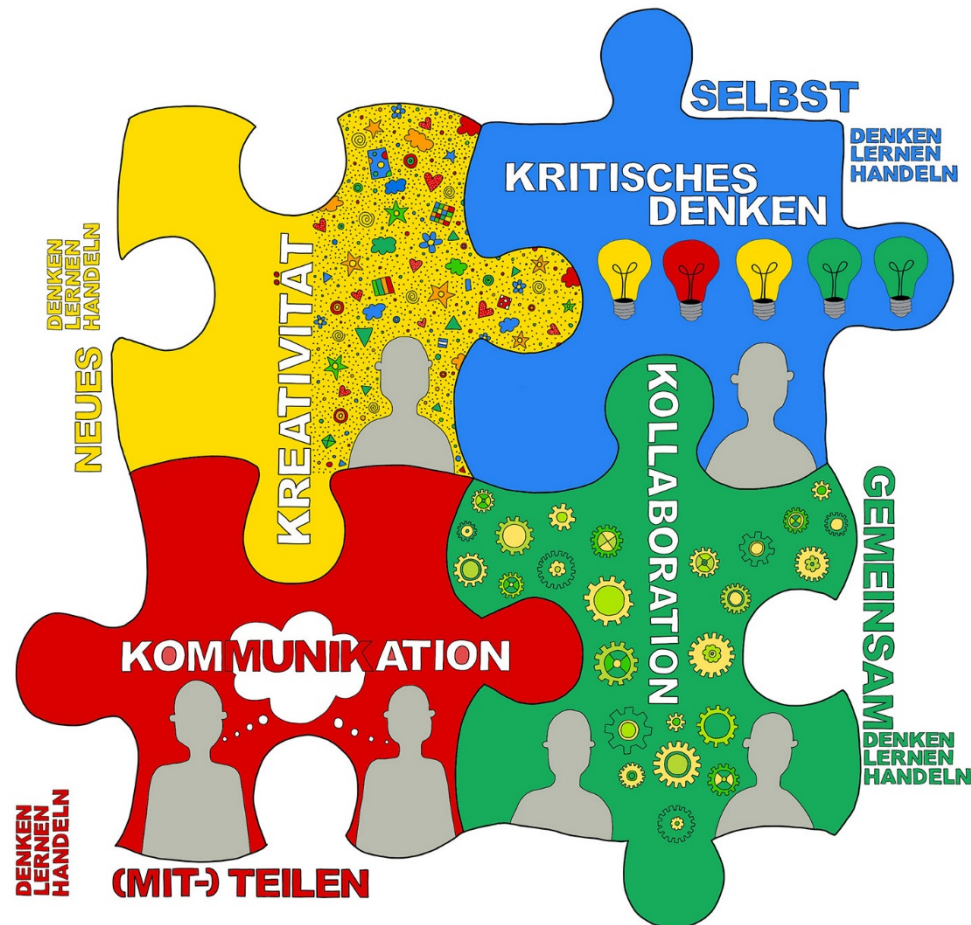 SELBST
DENKEN
LERNEN
HANDELN
KRITISCHES
DENKEN
NEUES
DENKEN
LERNEN
HANDELN
KREATIVITÄT
KOLLABORATION
GEMEINSAM
DENKEN
LERNEN
HANDELN
KOMMUNIKATION
(MIT-) TEILEN
DENKEN
LERNEN
HANDELN